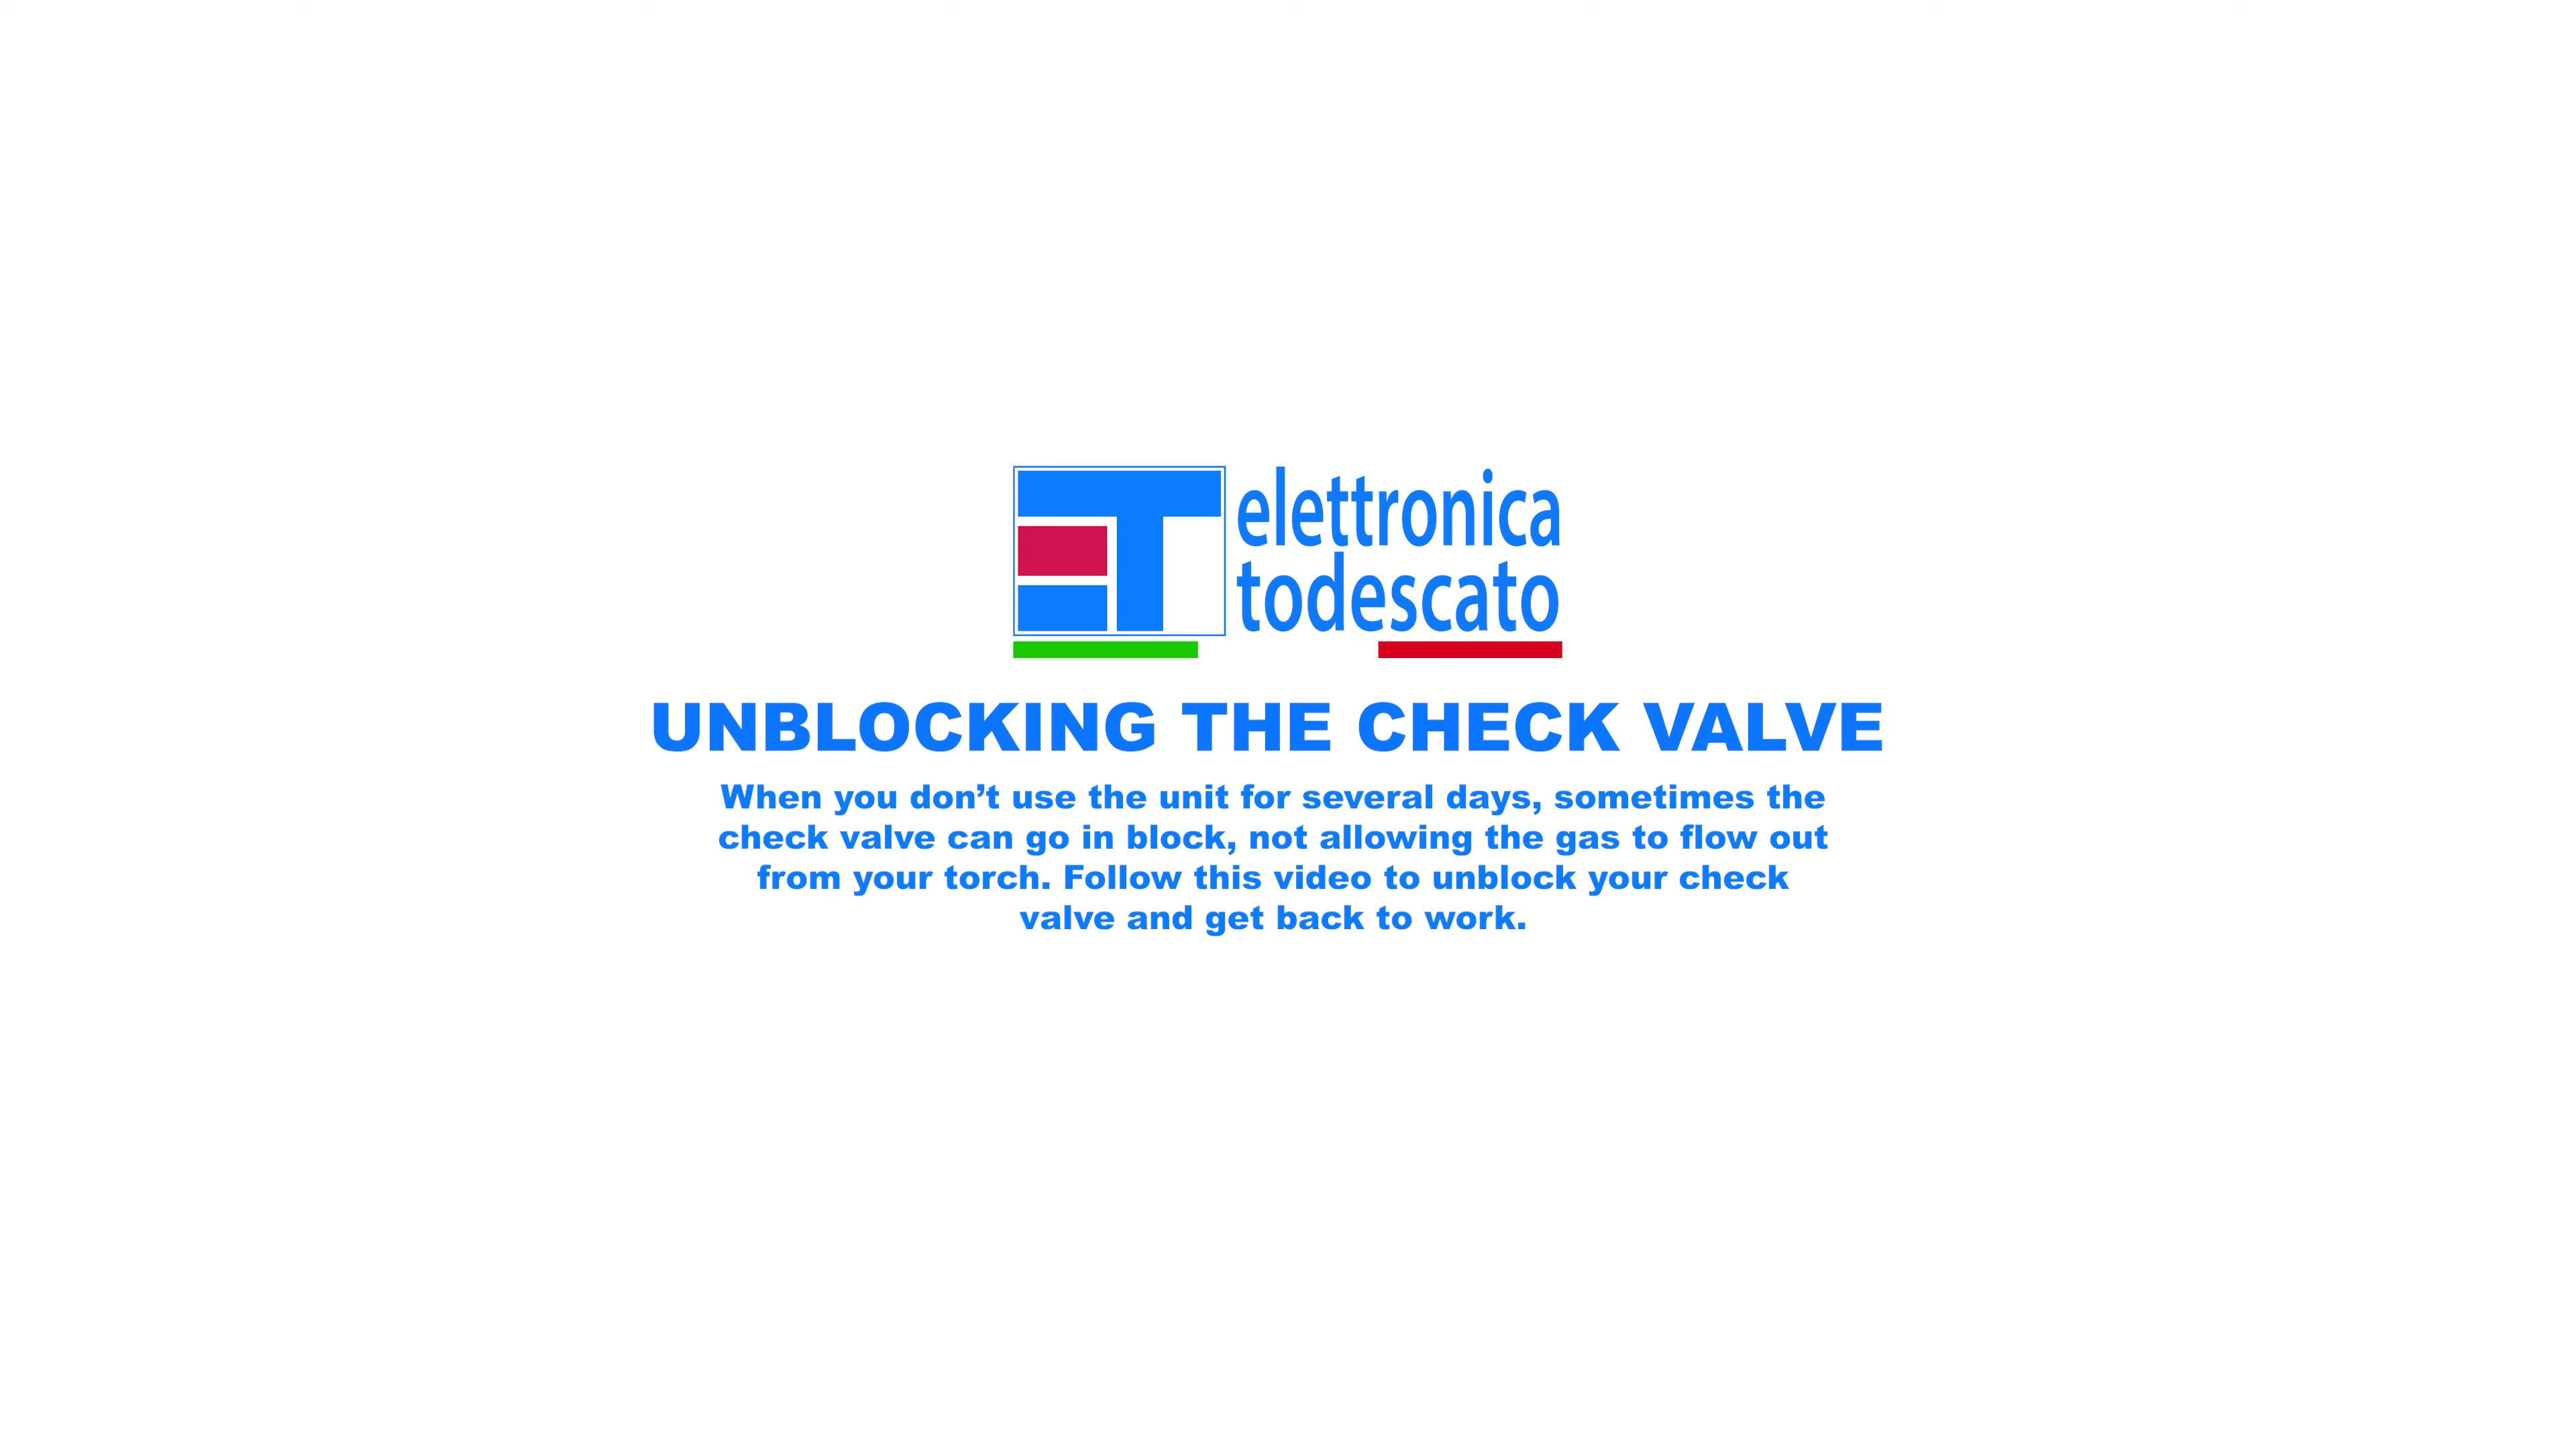 ET elettronica
todescato
UNBLOCKING THE CHECK VALVE
When you don’t use the unit for several days, sometimes the
check valve can go in block, not allowing the gas to flow out
from your torch. Follow this video to unblock your check
valve and get back to work.